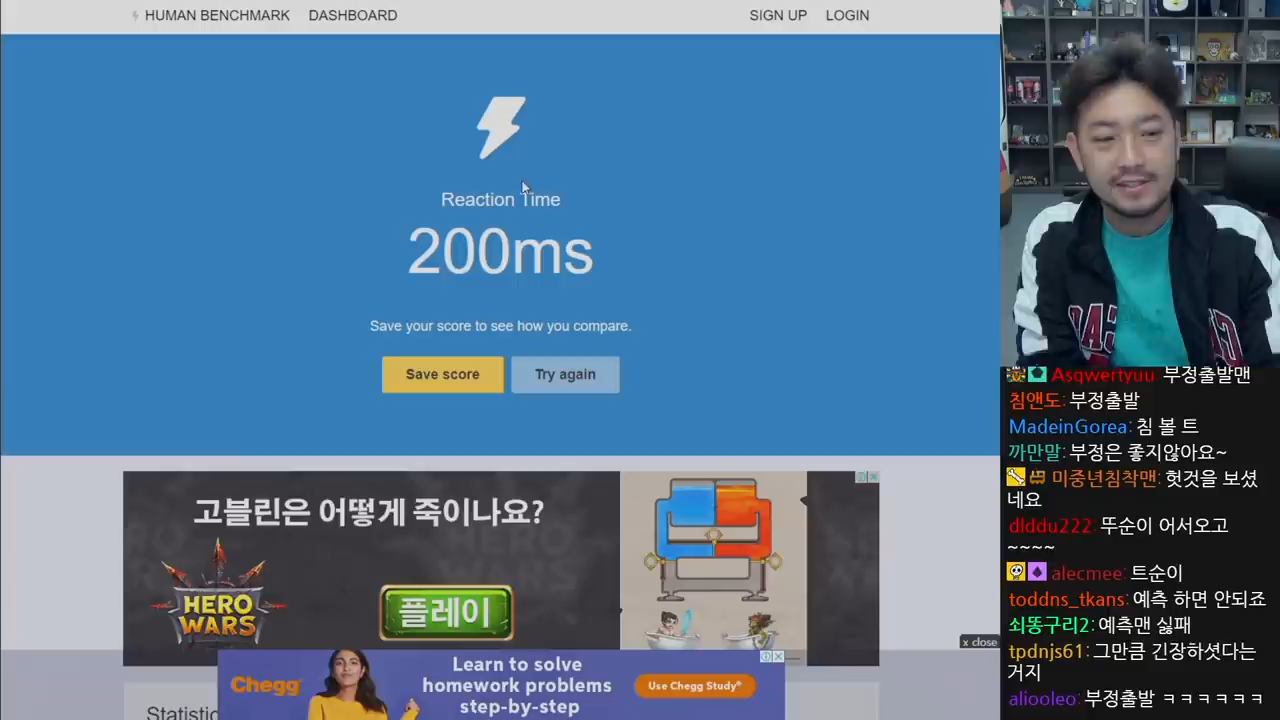 HUMAN BENCHMARK
DASHBOARD
SIGN UP
LOGIN
Reaction Time
200ms
Save your score to see how you compare.
Save score
Try again
고블린은 어떻게 죽이나요?
HERO
WARS
플레이
x close
Chegg
Learn to solve
homework problems
step-by-step
Use Chegg Study®
Statistic
Asqwertyuu 부정출발맨
침앤도: 부정출발
MadeinGorea: 침 볼 트
까만말: 부정은 좋지않아요~
미중년침착맨: 헛것을 보셨
네요
dlddu222: 뚜순이 어서오고
~~~~
alecmee: 트순이
toddns_tkans: 예측 하면 안되죠
쇠똥구리2: 예측맨 싫패
tpdnjs61: 그만큼 긴장하셧다는
거지
aliooleo: 부정출발 ㅋㅋㅋㅋㅋㅋ